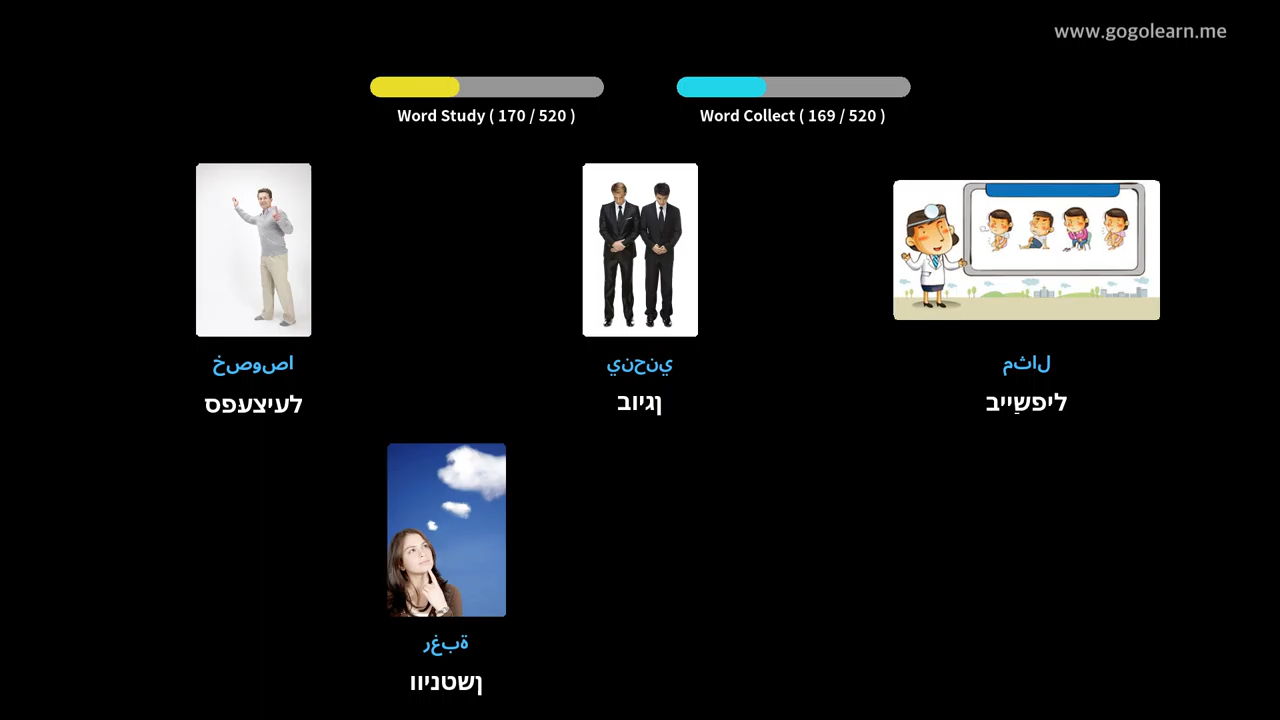 www.gogolearn.me
Word Study ( 170 / 520 )
Word Collect ( 169 / 520 )
اصوصخ
לעיצעפס
ينحني
ןגיוב
لاثم
ליפשַייב
ةبغر
ןשטניוו